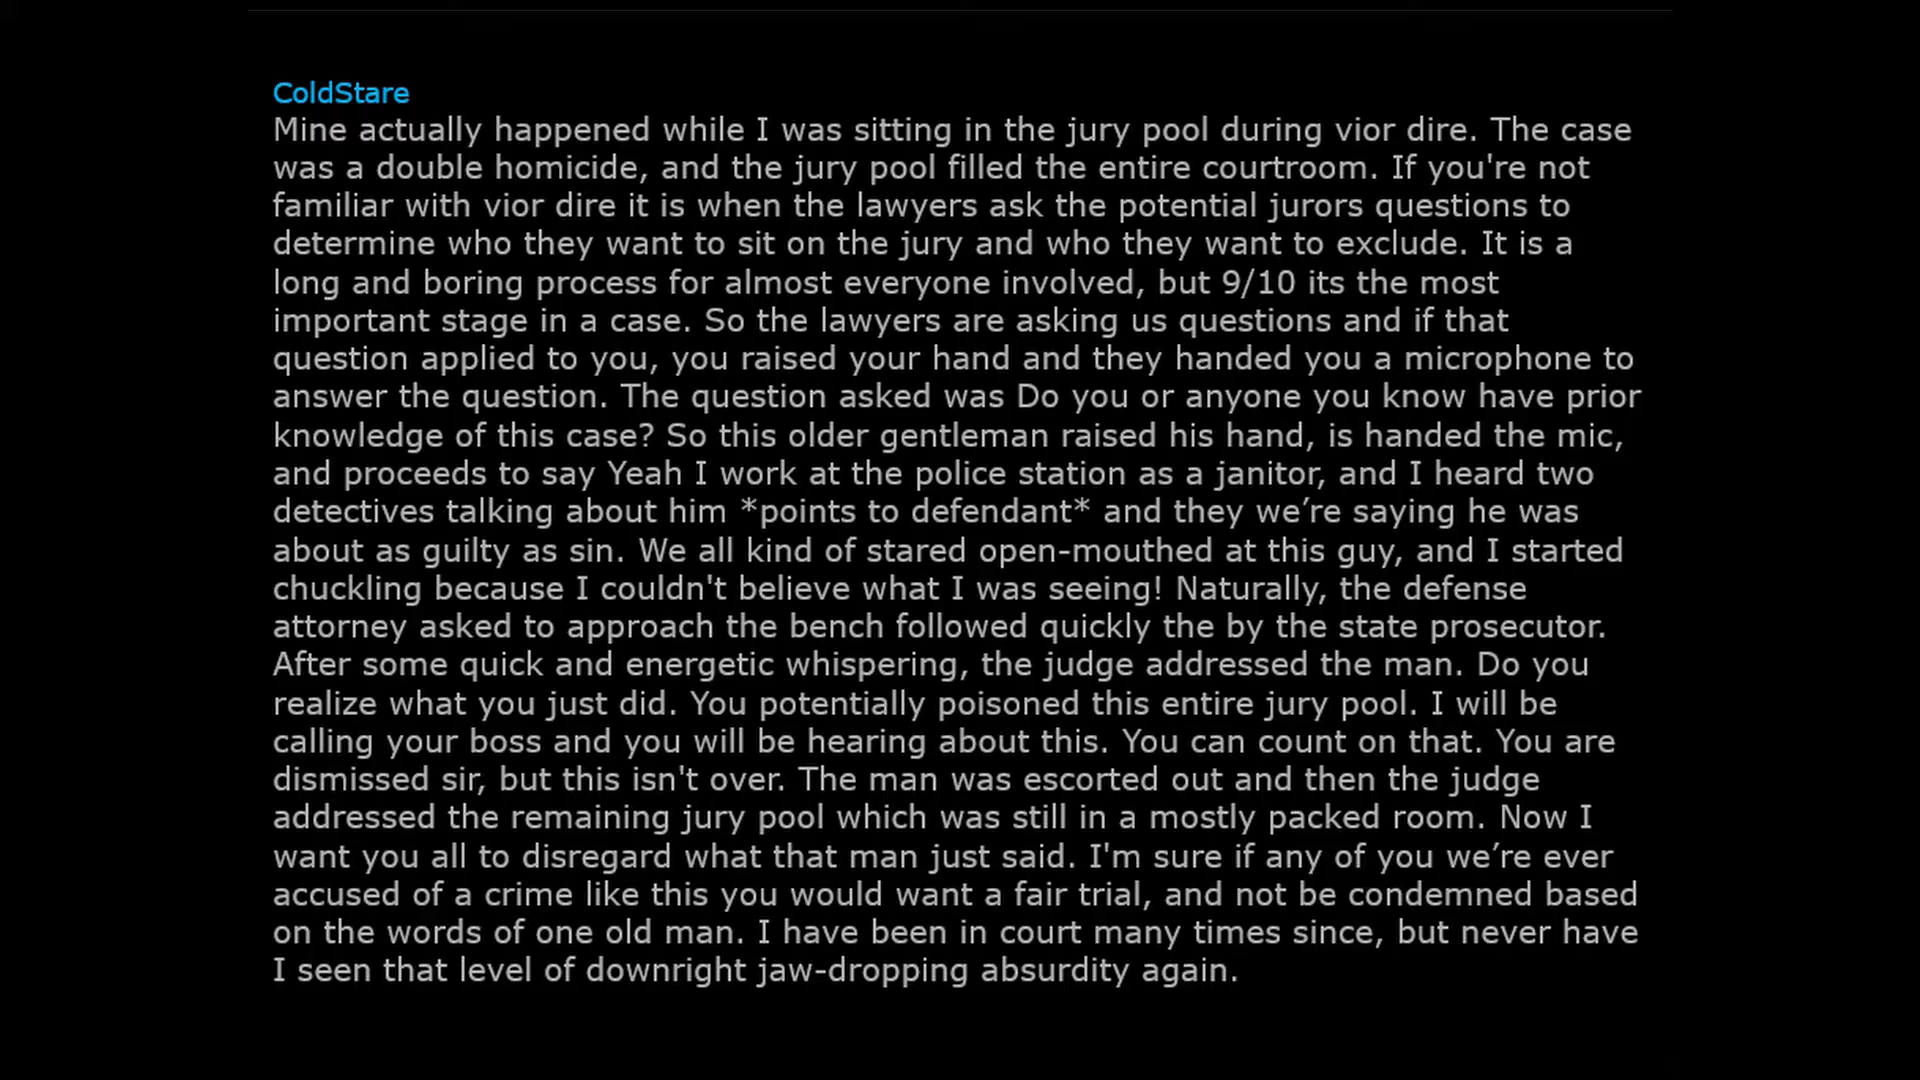 ColdStare
Mine actually happened while I was sitting in the jury pool during vior dire. The case
was a double homicide, and the jury pool filled the entire courtroom. If you're not
familiar with vior dire it is when the lawyers ask the potential jurors questions to
determine who they want to sit on the jury and who they want to exclude. It is a
long and boring process for almost everyone involved, but 9/10 its the most
important stage in a case. So the lawyers are asking us questions and if that
question applied to you, you raised your hand and they handed you a microphone to
answer the question. The question asked was Do you or anyone you know have prior
knowledge of this case? So this older gentleman raised his hand, is handed the mic,
and proceeds to say Yeah I work at the police station as a janitor, and I heard two
detectives talking about him *points to defendant* and they we’re saying he was
about as guilty as sin. We all kind of stared open-mouthed at this guy, and I started
chuckling because I couldn't believe what I was seeing! Naturally, the defense
attorney asked to approach the bench followed quickly the by the state prosecutor.
After some quick and energetic whispering, the judge addressed the man. Do you
realize what you just did. You potentially poisoned this entire jury pool. I will be
calling your boss and you will be hearing about this. You can count on that. You are
dismissed sir, but this isn't over. The man was escorted out and then the judge
addressed the remaining jury pool which was still in a mostly packed room. Now I
want you all to disregard what that man just said. I'm sure if any of you we’re ever
accused of a crime like this you would want a fair trial, and not be condemned based
on the words of one old man. I have been in court many times since, but never have
I seen that level of downright jaw-dropping absurdity again.